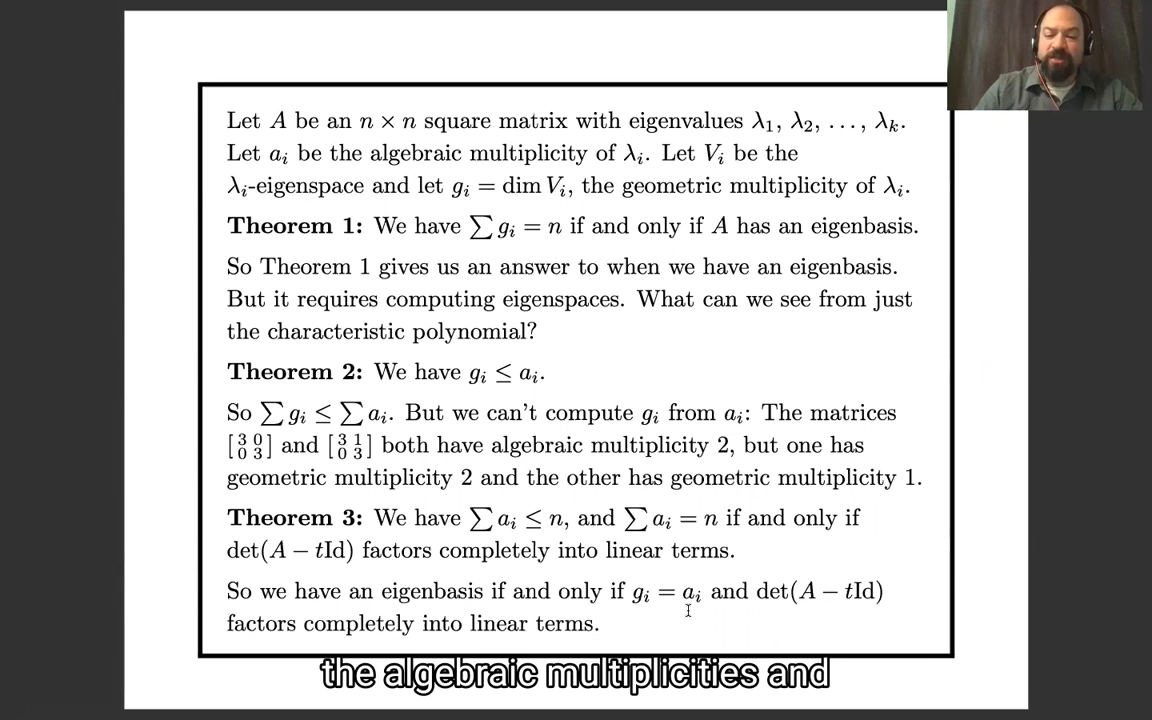 Let A be an n × n square matrix with eigenvalues λ₁, λ₂, …, λₖ.
Let aᵢ be the algebraic multiplicity of λᵢ. Let Vᵢ be the
λᵢ-eigenspace and let gᵢ = dim Vᵢ, the geometric multiplicity of λᵢ.
Theorem 1: We have ∑ gᵢ = n if and only if A has an eigenbasis.
So Theorem 1 gives us an answer to when we have an eigenbasis.
But it requires computing eigenspaces. What can we see from just
the characteristic polynomial?
Theorem 2: We have gᵢ ≤ aᵢ.
So ∑ gᵢ ≤ ∑ aᵢ. But we can't compute gᵢ from aᵢ: The matrices
[3 0; 0 3] and [3 1; 0 3] both have algebraic multiplicity 2, but one has
geometric multiplicity 2 and the other has geometric multiplicity 1.
Theorem 3: We have ∑ aᵢ ≤ n, and ∑ aᵢ = n if and only if
det(A − tId) factors completely into linear terms.
So we have an eigenbasis if and only if gᵢ = aᵢ and det(A − tId)
factors completely into linear terms.
the algebraic multiplicities and